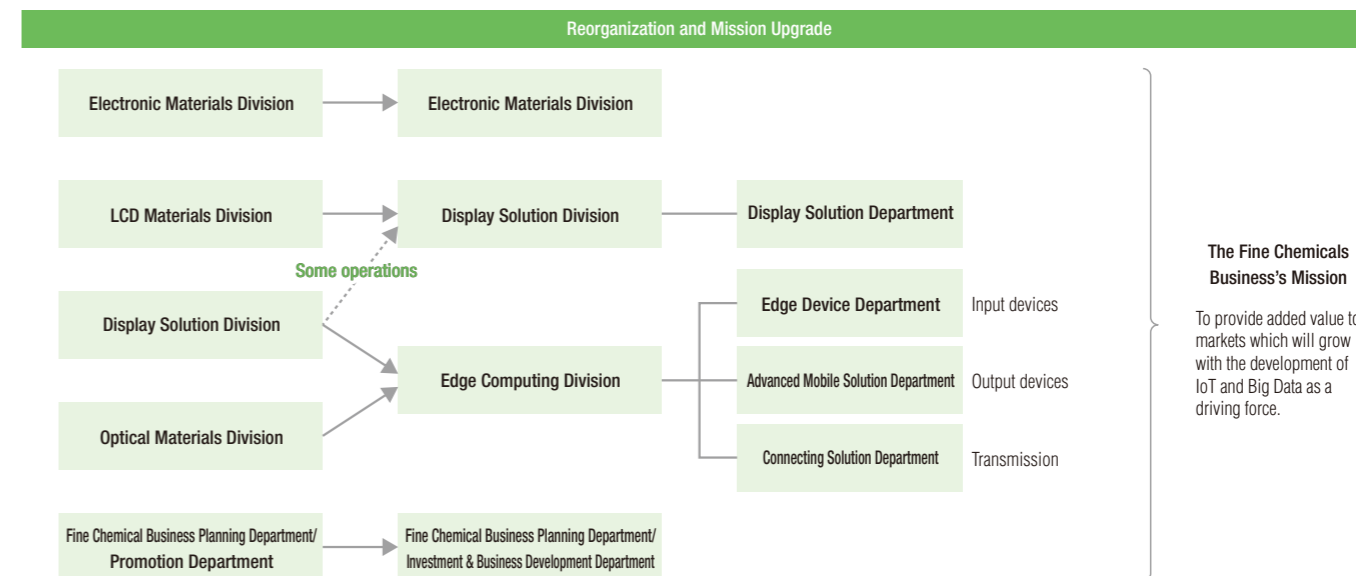 Reorganization and Mission Upgrade
Electronic Materials Division
Electronic Materials Division
LCD Materials Division
Display Solution Division
Display Solution Department
Some operations
Display Solution Division
Edge Computing Division
Edge Device Department
Input devices
Advanced Mobile Solution Department
Output devices
Connecting Solution Department
Transmission
Optical Materials Division
Fine Chemical Business Planning Department/
Promotion Department
Fine Chemical Business Planning Department/
Investment & Business Development Department
The Fine Chemicals
Business's Mission
To provide added value to
markets which will grow
with the development of
IoT and Big Data as a
driving force.